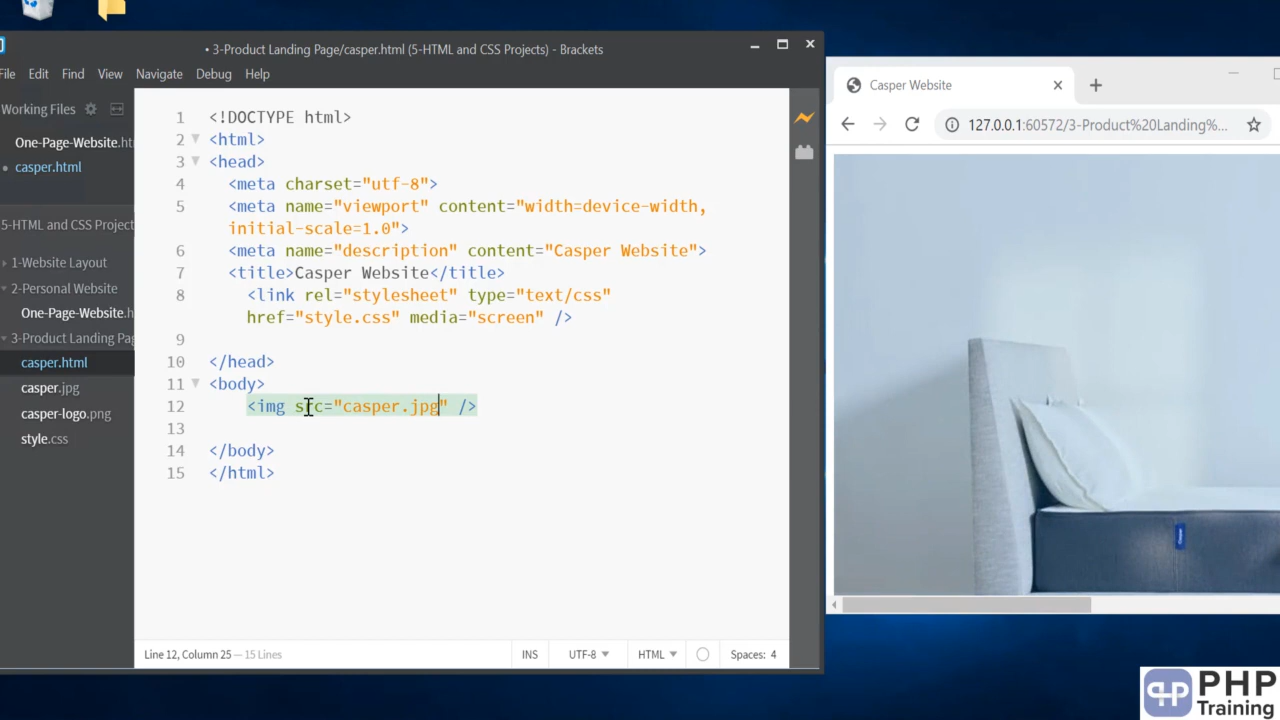 • 3-Product Landing Page/casper.html (5-HTML and CSS Projects) - Brackets
File Edit Find View Navigate Debug Help
Working Files
One-Page-Website.ht
• casper.html
5-HTML and CSS Project
1-Website Layout
2-Personal Website
One-Page-Website.h
3-Product Landing Pag
casper.html
casper.jpg
casper-logo.png
style.css
1 <!DOCTYPE html>
2 <html>
3 <head>
4 <meta charset="utf-8">
5 <meta name="viewport" content="width=device-width,
initial-scale=1.0">
6 <meta name="description" content="Casper Website">
7 <title>Casper Website</title>
8 <link rel="stylesheet" type="text/css"
href="style.css" media="screen" />
9
10 </head>
11 <body>
12 <img src="casper.jpg" />
13
14 </body>
15 </html>
Line 12, Column 25 — 15 Lines
INS UTF-8 HTML Spaces: 4
Casper Website
127.0.0.1:60572/3-Product%20Landing%...
PHP
Training